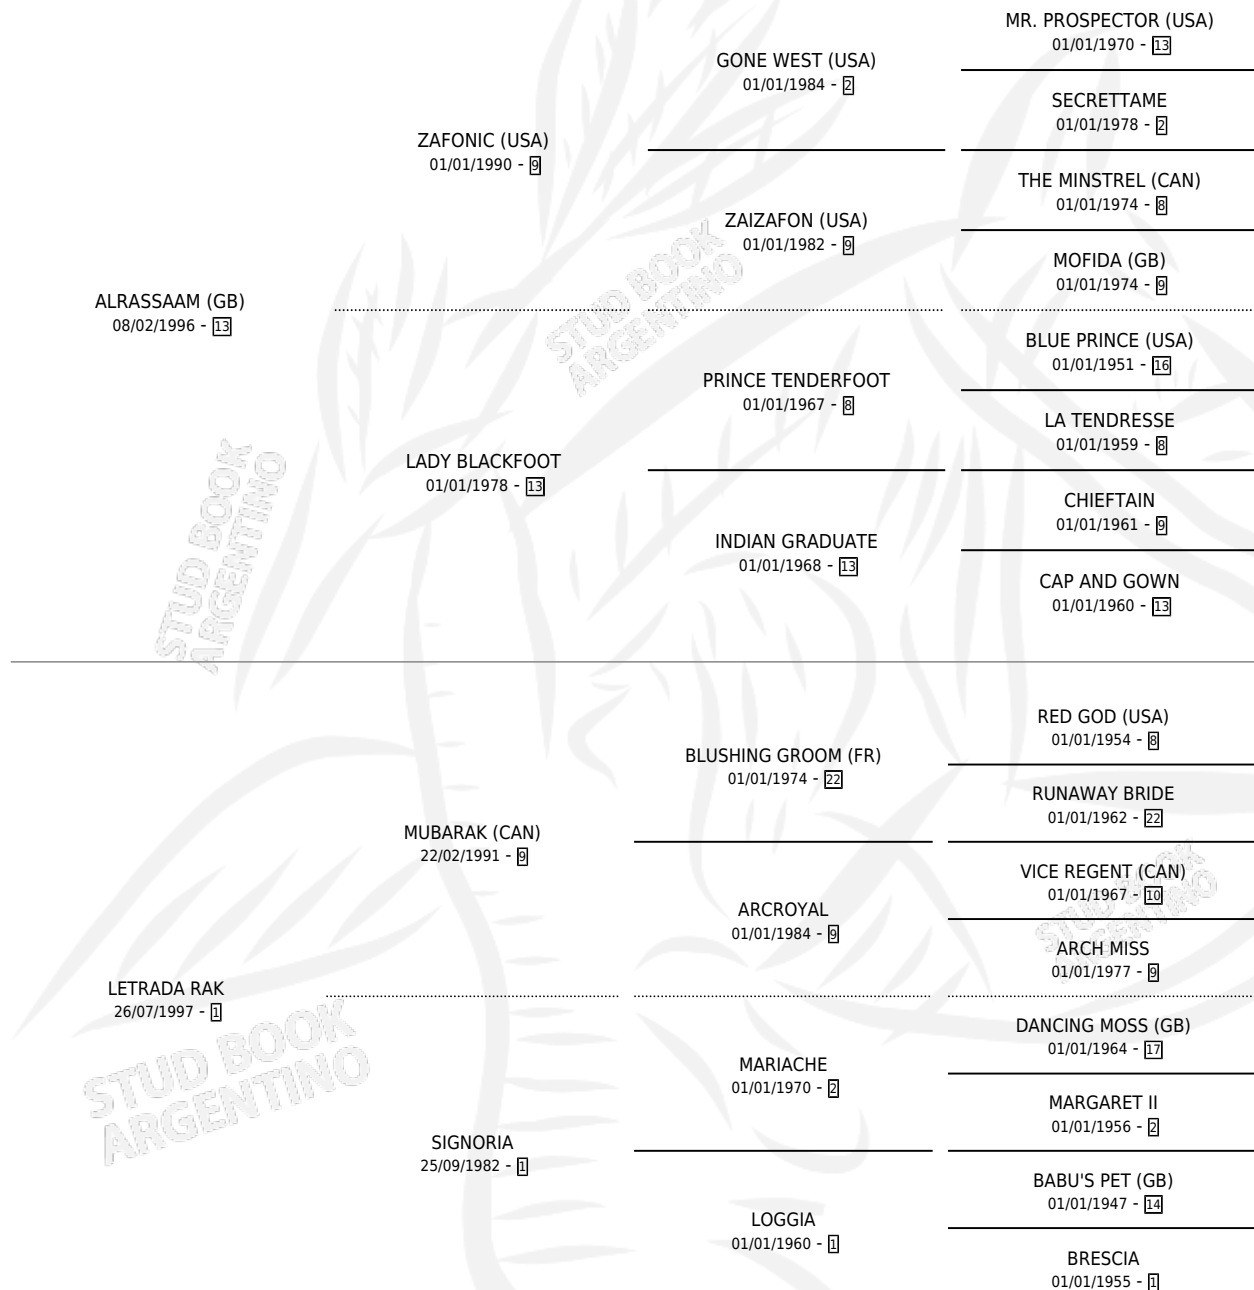 MR. PROSPECTOR (USA)
01/01/1970 - 13
GONE WEST (USA)
01/01/1984 - 2
SECRETTAME
01/01/1978 - 2
ZAFONIC (USA)
01/01/1990 - 9
THE MINSTREL (CAN)
01/01/1974 - 8
ZAIZAFON (USA)
01/01/1982 - 9
MOFIDA (GB)
01/01/1974 - 9
ALRASSAAM (GB)
08/02/1996 - 13
BLUE PRINCE (USA)
01/01/1951 - 16
PRINCE TENDERFOOT
01/01/1967 - 8
LA TENDRESSE
01/01/1959 - 8
LADY BLACKFOOT
01/01/1978 - 13
CHIEFTAIN
01/01/1961 - 9
INDIAN GRADUATE
01/01/1968 - 13
CAP AND GOWN
01/01/1960 - 13
RED GOD (USA)
01/01/1954 - 8
BLUSHING GROOM (FR)
01/01/1974 - 22
RUNAWAY BRIDE
01/01/1962 - 22
MUBARAK (CAN)
22/02/1991 - 9
VICE REGENT (CAN)
01/01/1967 - 10
ARCROYAL
01/01/1984 - 9
ARCH MISS
01/01/1977 - 9
LETRADA RAK
26/07/1997 - 1
DANCING MOSS (GB)
01/01/1964 - 17
MARIACHE
01/01/1970 - 2
MARGARET II
01/01/1956 - 2
SIGNORIA
25/09/1982 - 1
BABU'S PET (GB)
01/01/1947 - 14
LOGGIA
01/01/1960 - 1
BRESCIA
01/01/1955 - 1
STUD BOOK
ARGENTINO
STUD BOOK
ARGENTINO
STUD BOOK
ARGENTINO
STUD BOOK
ARGENTINO